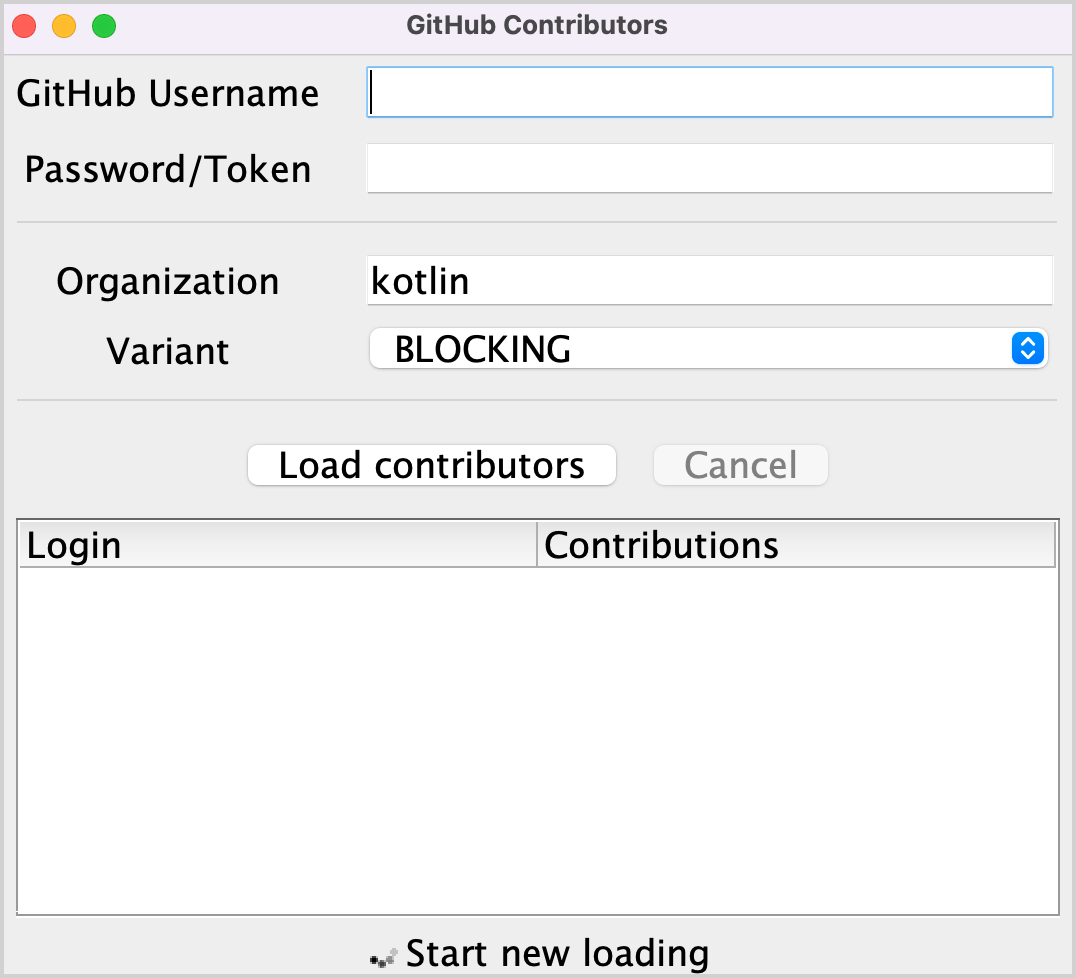 GitHub Contributors
GitHub Username
Password/Token
Organization kotlin
Variant BLOCKING
Load contributors Cancel
Login Contributions
Start new loading